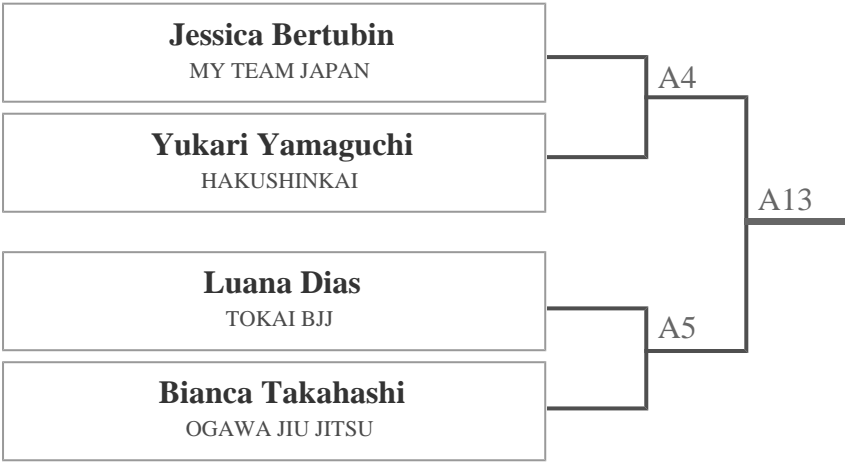 Jessica Bertubin
MY TEAM JAPAN
A4
Yukari Yamaguchi
HAKUSHINKAI
A13
Luana Dias
TOKAI BJJ
A5
Bianca Takahashi
OGAWA JIU JITSU